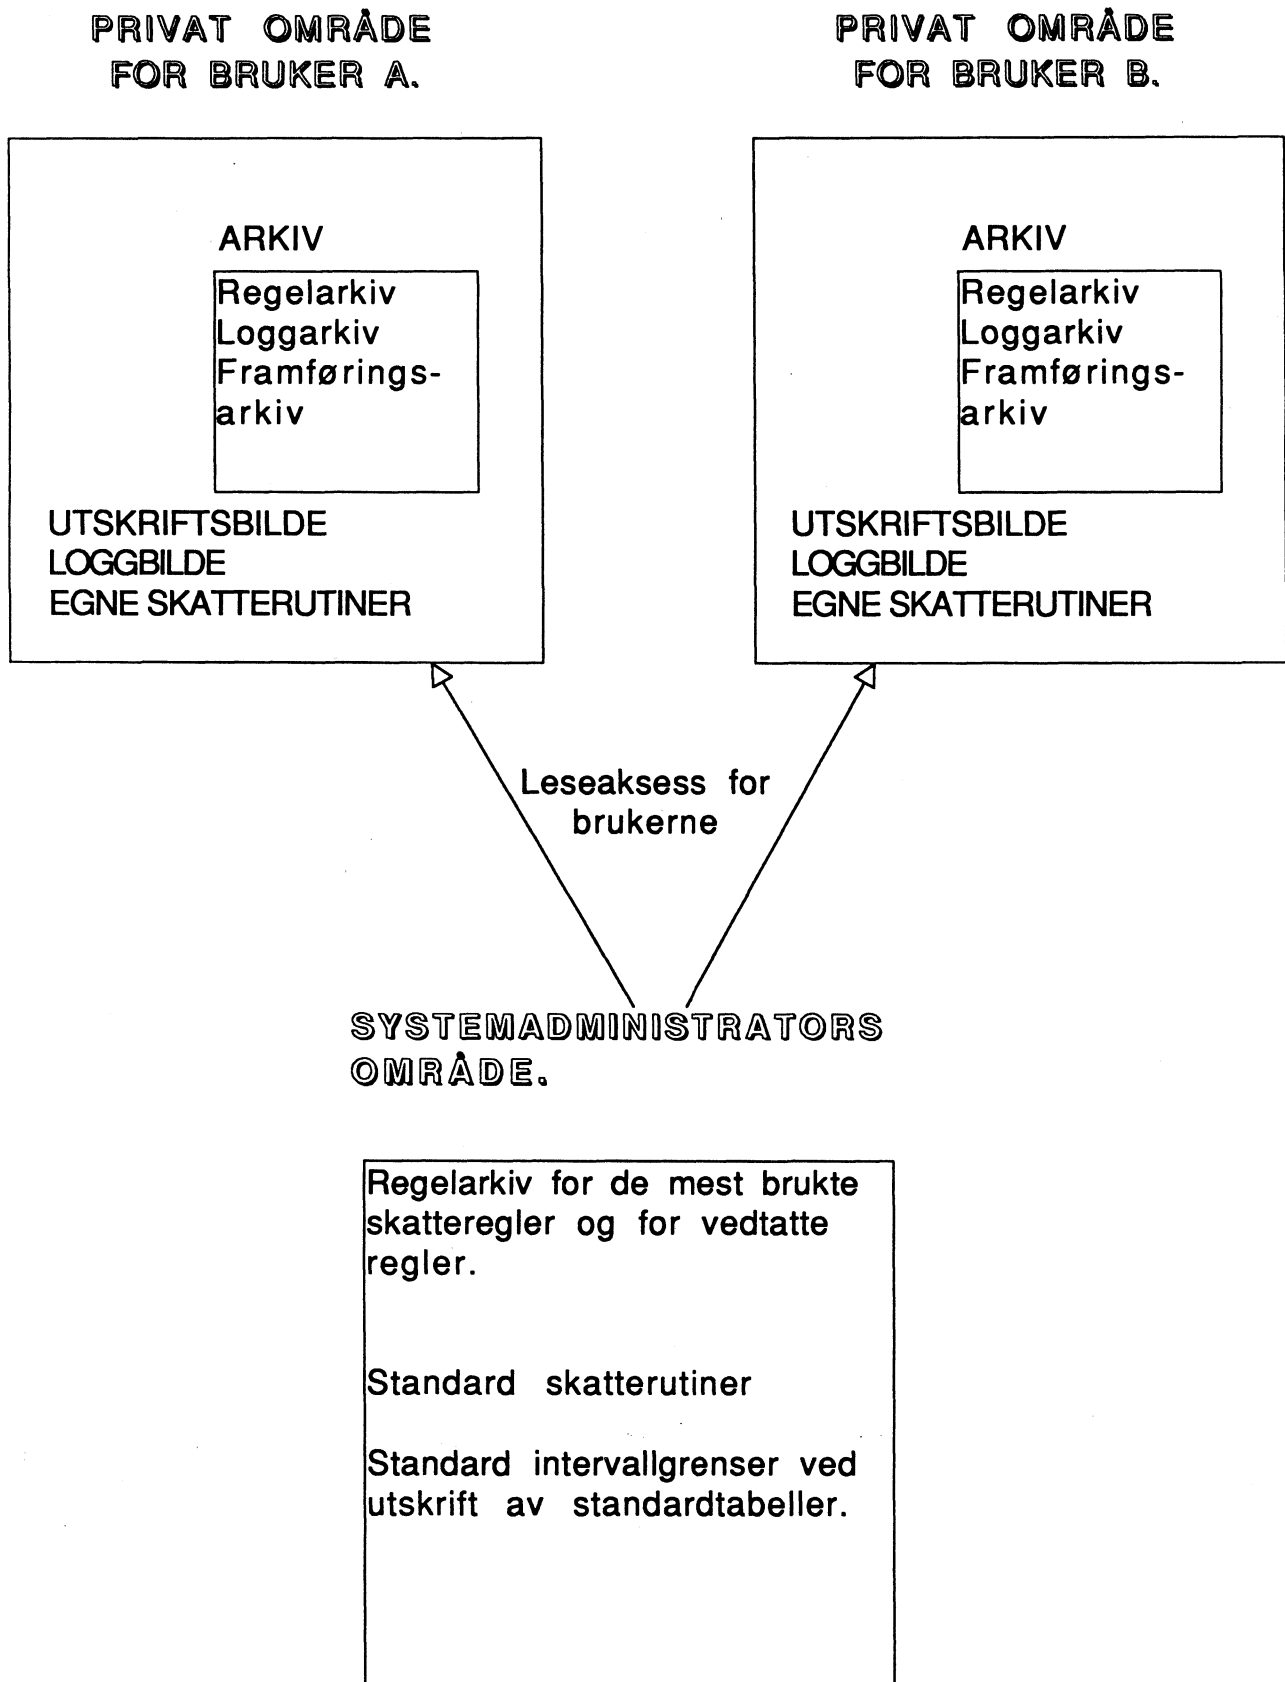 PRIVAT OMRÅDE
FOR BRUKER A.
PRIVAT OMRÅDE
FOR BRUKER B.
ARKIV
Regelarkiv
Loggarkiv
Framførings-
arkiv
UTSKRIFTSBILDE
LOGGBILDE
EGNE SKATTERUTINER
ARKIV
Regelarkiv
Loggarkiv
Framførings-
arkiv
UTSKRIFTSBILDE
LOGGBILDE
EGNE SKATTERUTINER
Leseaksess for
brukerne
SYSTEMADMINISTRATORS
OMRÅDE.
Regelarkiv for de mest brukte
skatteregler og for vedtatte
regler.
Standard skatterutiner
Standard intervallgrenser ved
utskrift av standardtabeller.